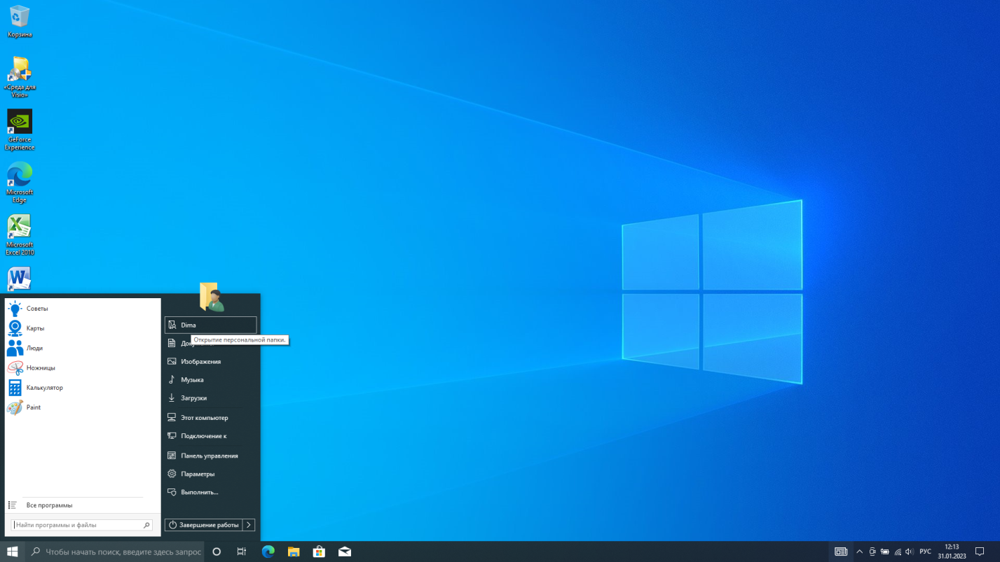 Корзина
«Среда для
Visio»
GeForce
Experience
Microsoft
Edge
Microsoft
Excel 2010
Советы
Карты
Люди
Ножницы
Калькулятор
Paint
Все программы
Найти программы и файлы
Dima
Открытие персональной папки.
Изображения
Музыка
Загрузки
Этот компьютер
Подключение к
Панель управления
Параметры
Выполнить...
Завершение работы
Чтобы начать поиск, введите здесь запрос
РУС
12:13
31.01.2023